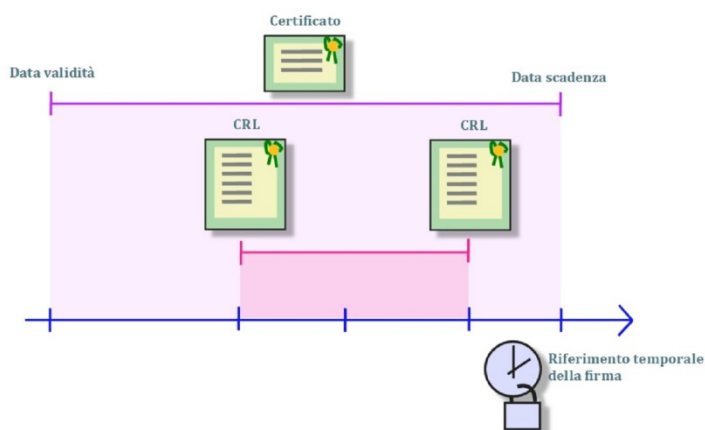 Certificato
Data validità
Data scadenza
CRL
CRL
Riferimento temporale
della firma